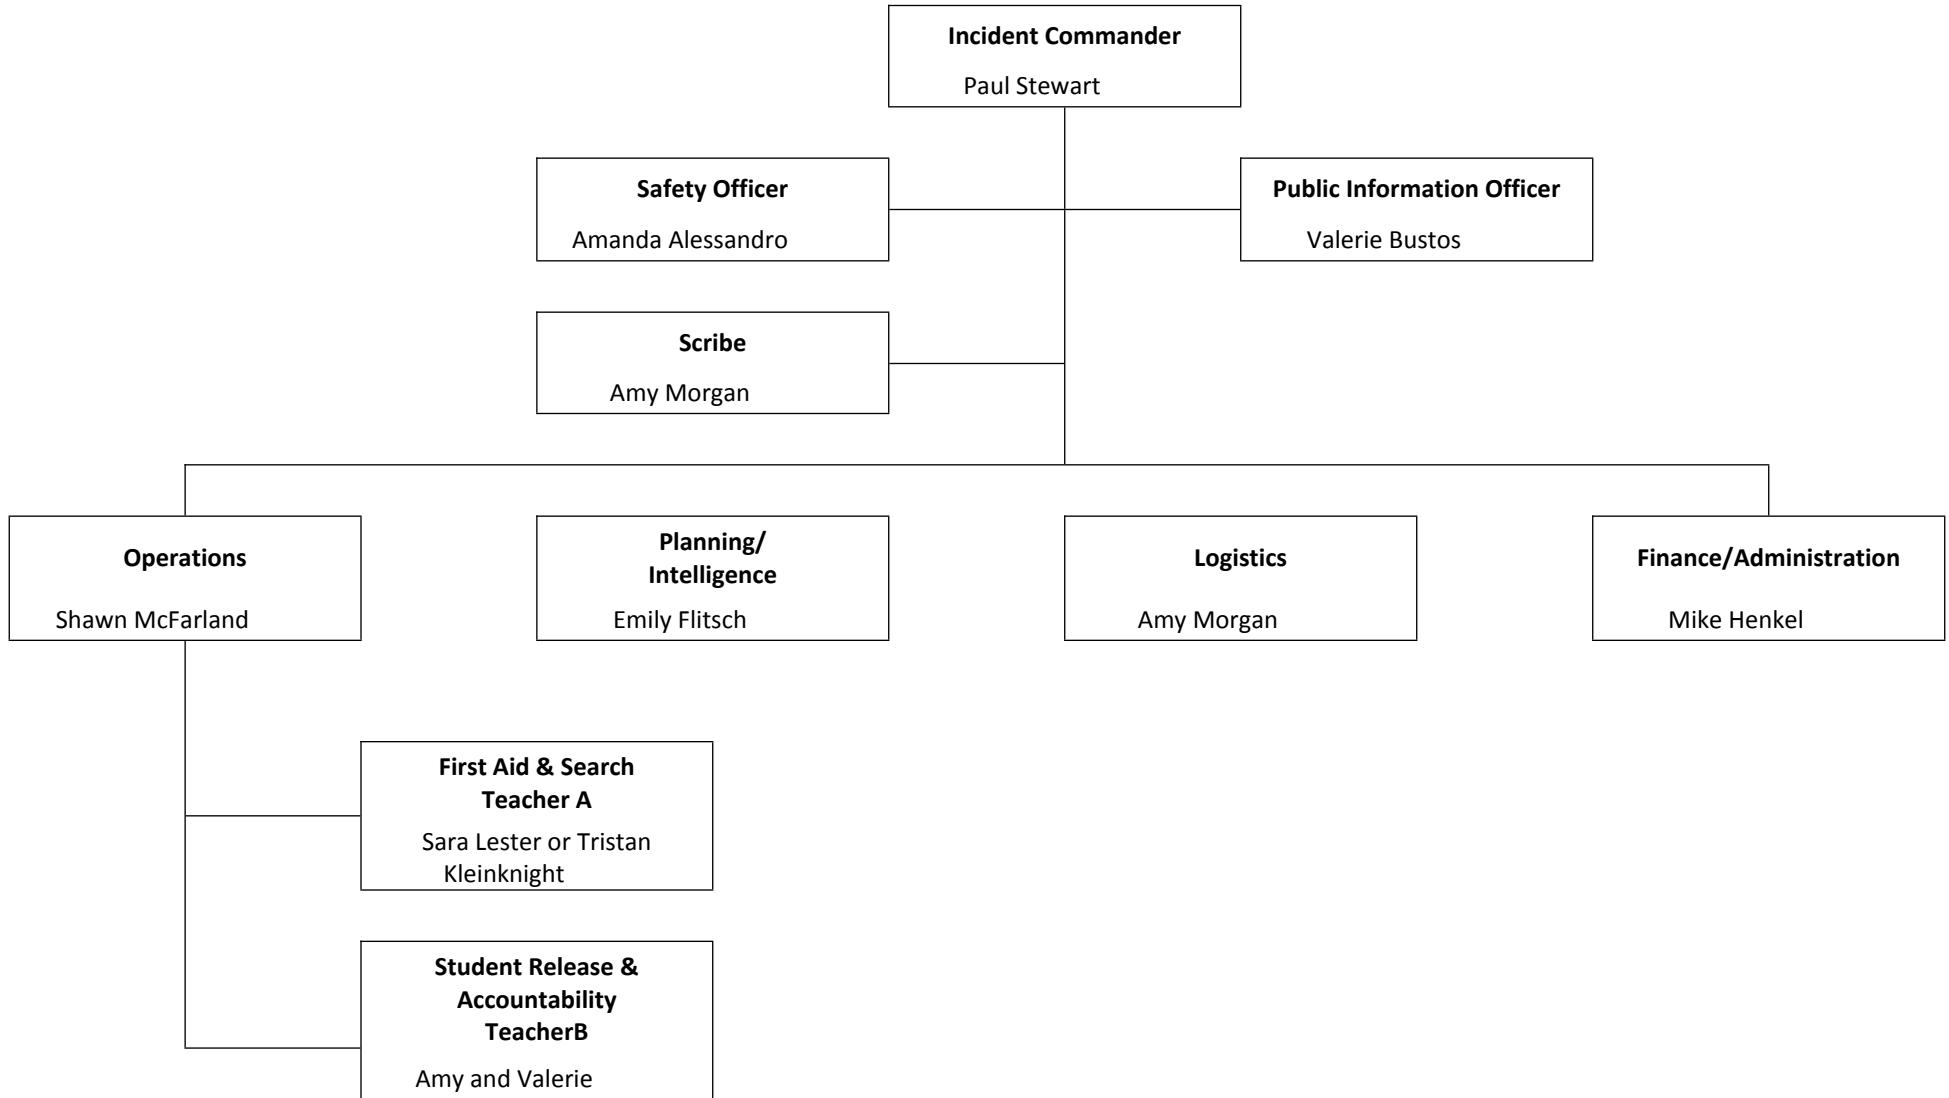 Incident Commander
Paul Stewart
Safety Officer
Amanda Alessandro
Public Information Officer
Valerie Bustos
Scribe
Amy Morgan
Operations
Shawn McFarland
Planning/
Intelligence
Emily Flitsch
Logistics
Amy Morgan
Finance/Administration
Mike Henkel
First Aid & Search
Teacher A
Sara Lester or Tristan
Kleinknight
Student Release &
Accountability
TeacherB
Amy and Valerie